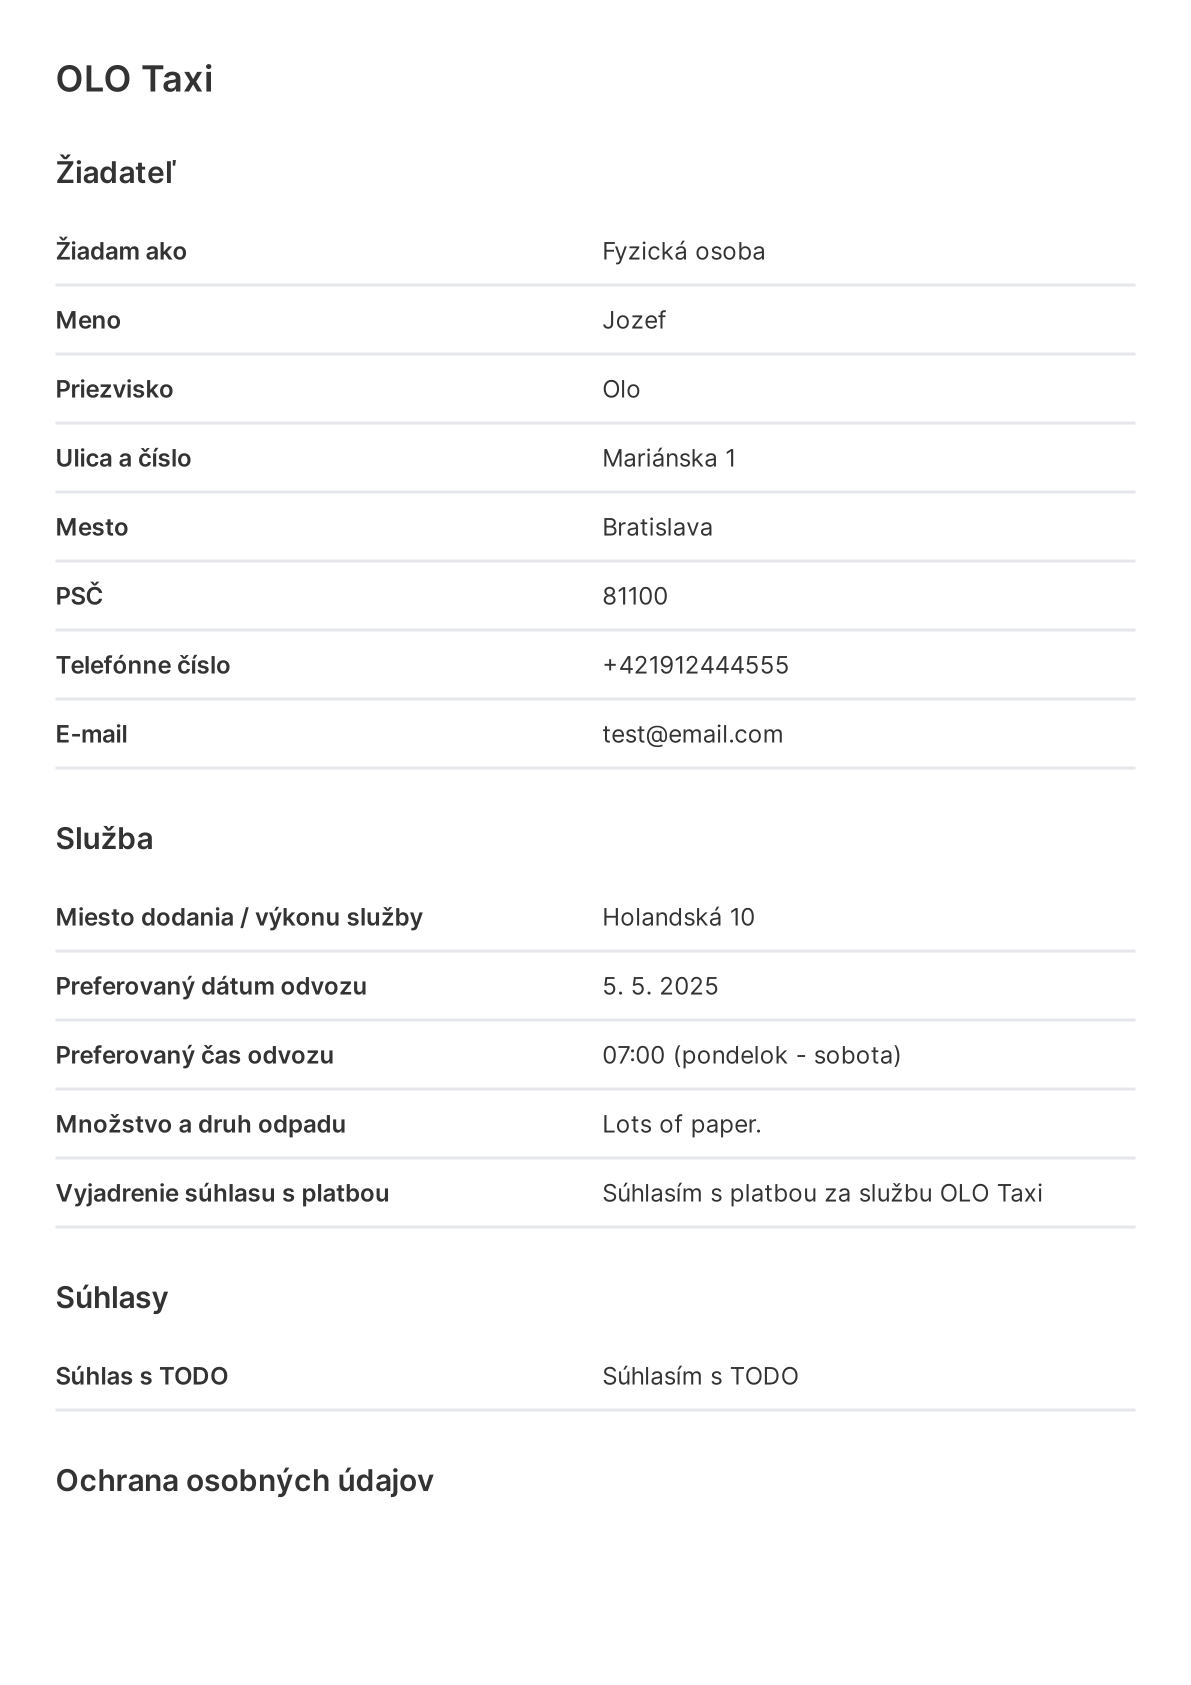 OLO Taxi
Žiadateľ
Žiadam ako Fyzická osoba
Meno Jozef
Priezvisko Olo
Ulica a číslo Mariánska 1
Mesto Bratislava
PSČ 81100
Telefónne číslo +421912444555
E-mail test@email.com
Služba
Miesto dodania / výkonu služby Holandská 10
Preferovaný dátum odvozu 5. 5. 2025
Preferovaný čas odvozu 07:00 (pondelok - sobota)
Množstvo a druh odpadu Lots of paper.
Vyjadrenie súhlasu s platbou Súhlasím s platbou za službu OLO Taxi
Súhlasy
Súhlas s TODO Súhlasím s TODO
Ochrana osobných údajov